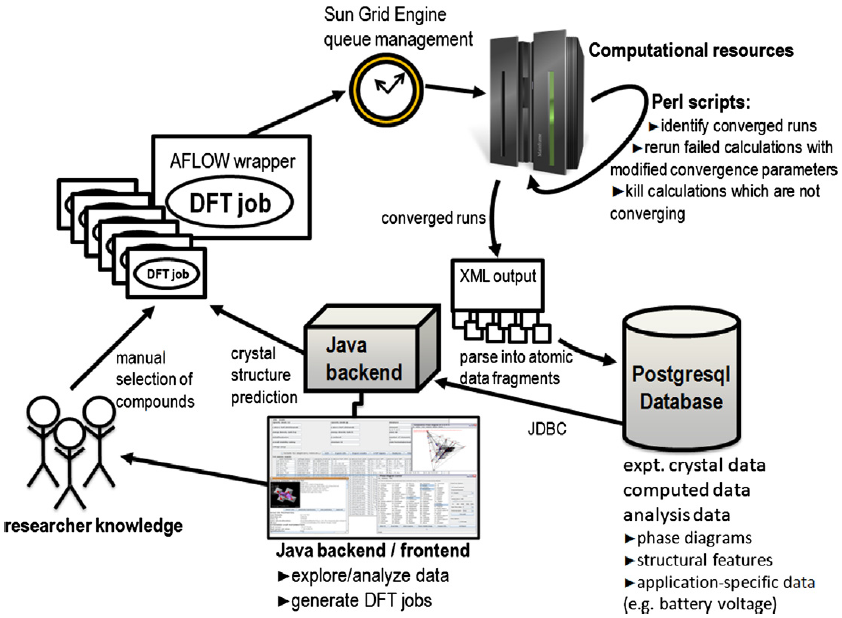 Sun Grid Engine
queue management
Computational resources
Perl scripts:
►identify converged runs
►rerun failed calculations with
modified convergence parameters
►kill calculations which are not
converging
AFLOW wrapper
DFT job
DFT job
converged runs
XML output
parse into atomic
data fragments
Java
backend
crystal
structure
prediction
manual
selection of
compounds
Postgresql
Database
JDBC
expt. crystal data
computed data
analysis data
►phase diagrams
►structural features
►application-specific data
(e.g. battery voltage)
researcher knowledge
Java backend / frontend
►explore/analyze data
►generate DFT jobs